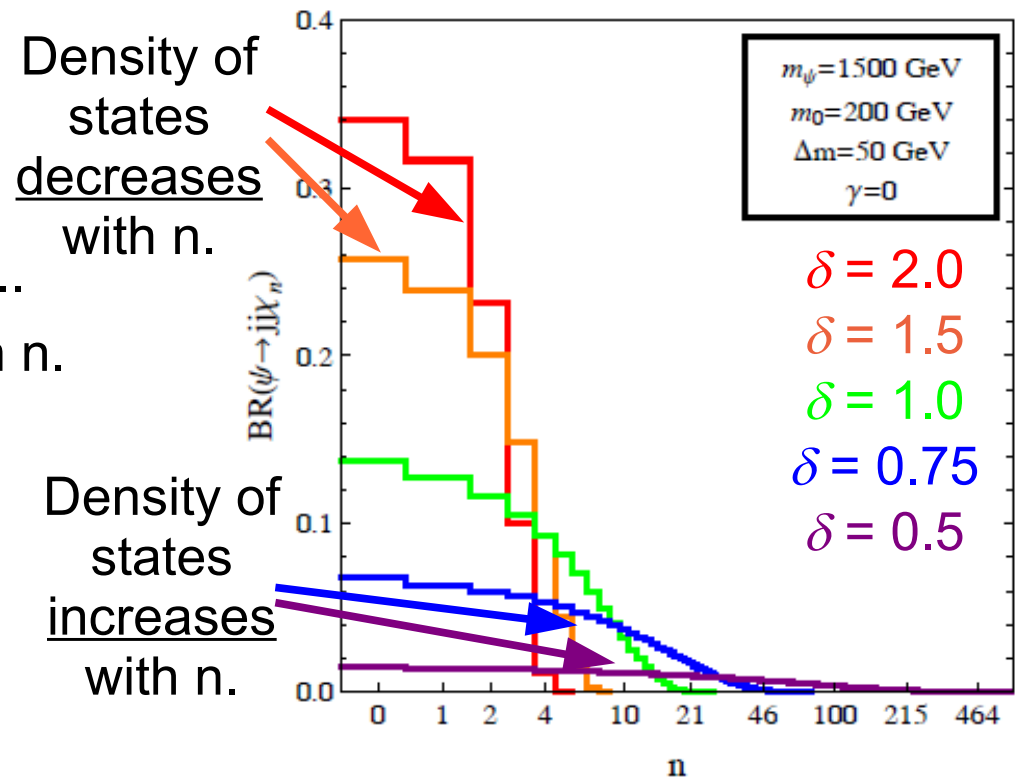 Density of
states
decreases
with n.
..
n.
Density of
states
increases
with n.
0.4
0.3
0.2
0.1
0.0
BR(ψ→jjχₙ)
m_ψ=1500 GeV
m₀=200 GeV
Δm=50 GeV
γ=0
δ = 2.0
δ = 1.5
δ = 1.0
δ = 0.75
δ = 0.5
0 1 2 4 10 21 46 100 215 464
n